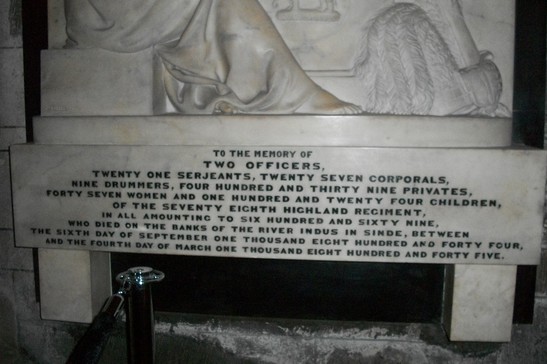 TO THE MEMORY OF
TWO OFFICERS,
TWENTY ONE SERJEANTS, TWENTY SEVEN CORPORALS,
NINE DRUMMERS, FOUR HUNDRED AND THIRTY NINE PRIVATES,
FORTY SEVEN WOMEN AND ONE HUNDRED AND TWENTY FOUR CHILDREN,
OF THE SEVENTY EIGHTH HIGHLAND REGIMENT,
IN ALL AMOUNTING TO SIX HUNDRED AND SIXTY NINE,
WHO DIED ON THE BANKS OF THE RIVER INDUS IN SINDE, BETWEEN
THE SIXTH DAY OF SEPTEMBER ONE THOUSAND EIGHT HUNDRED AND FORTY FOUR,
AND THE FOURTH DAY OF MARCH ONE THOUSAND EIGHT HUNDRED AND FORTY FIVE.